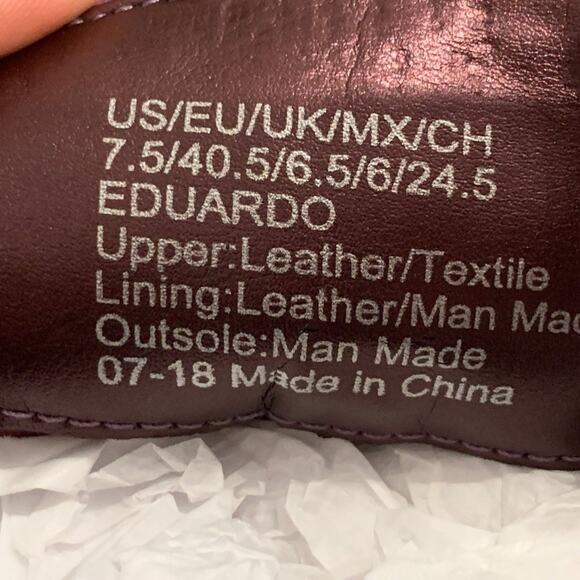 US/EU/UK/MX/CH
7.5/40.5/6.5/6/24.5
EDUARDO
Upper:Leather/Textile
Lining:Leather/Man
Outsole:Man Made
07-18 Made in China